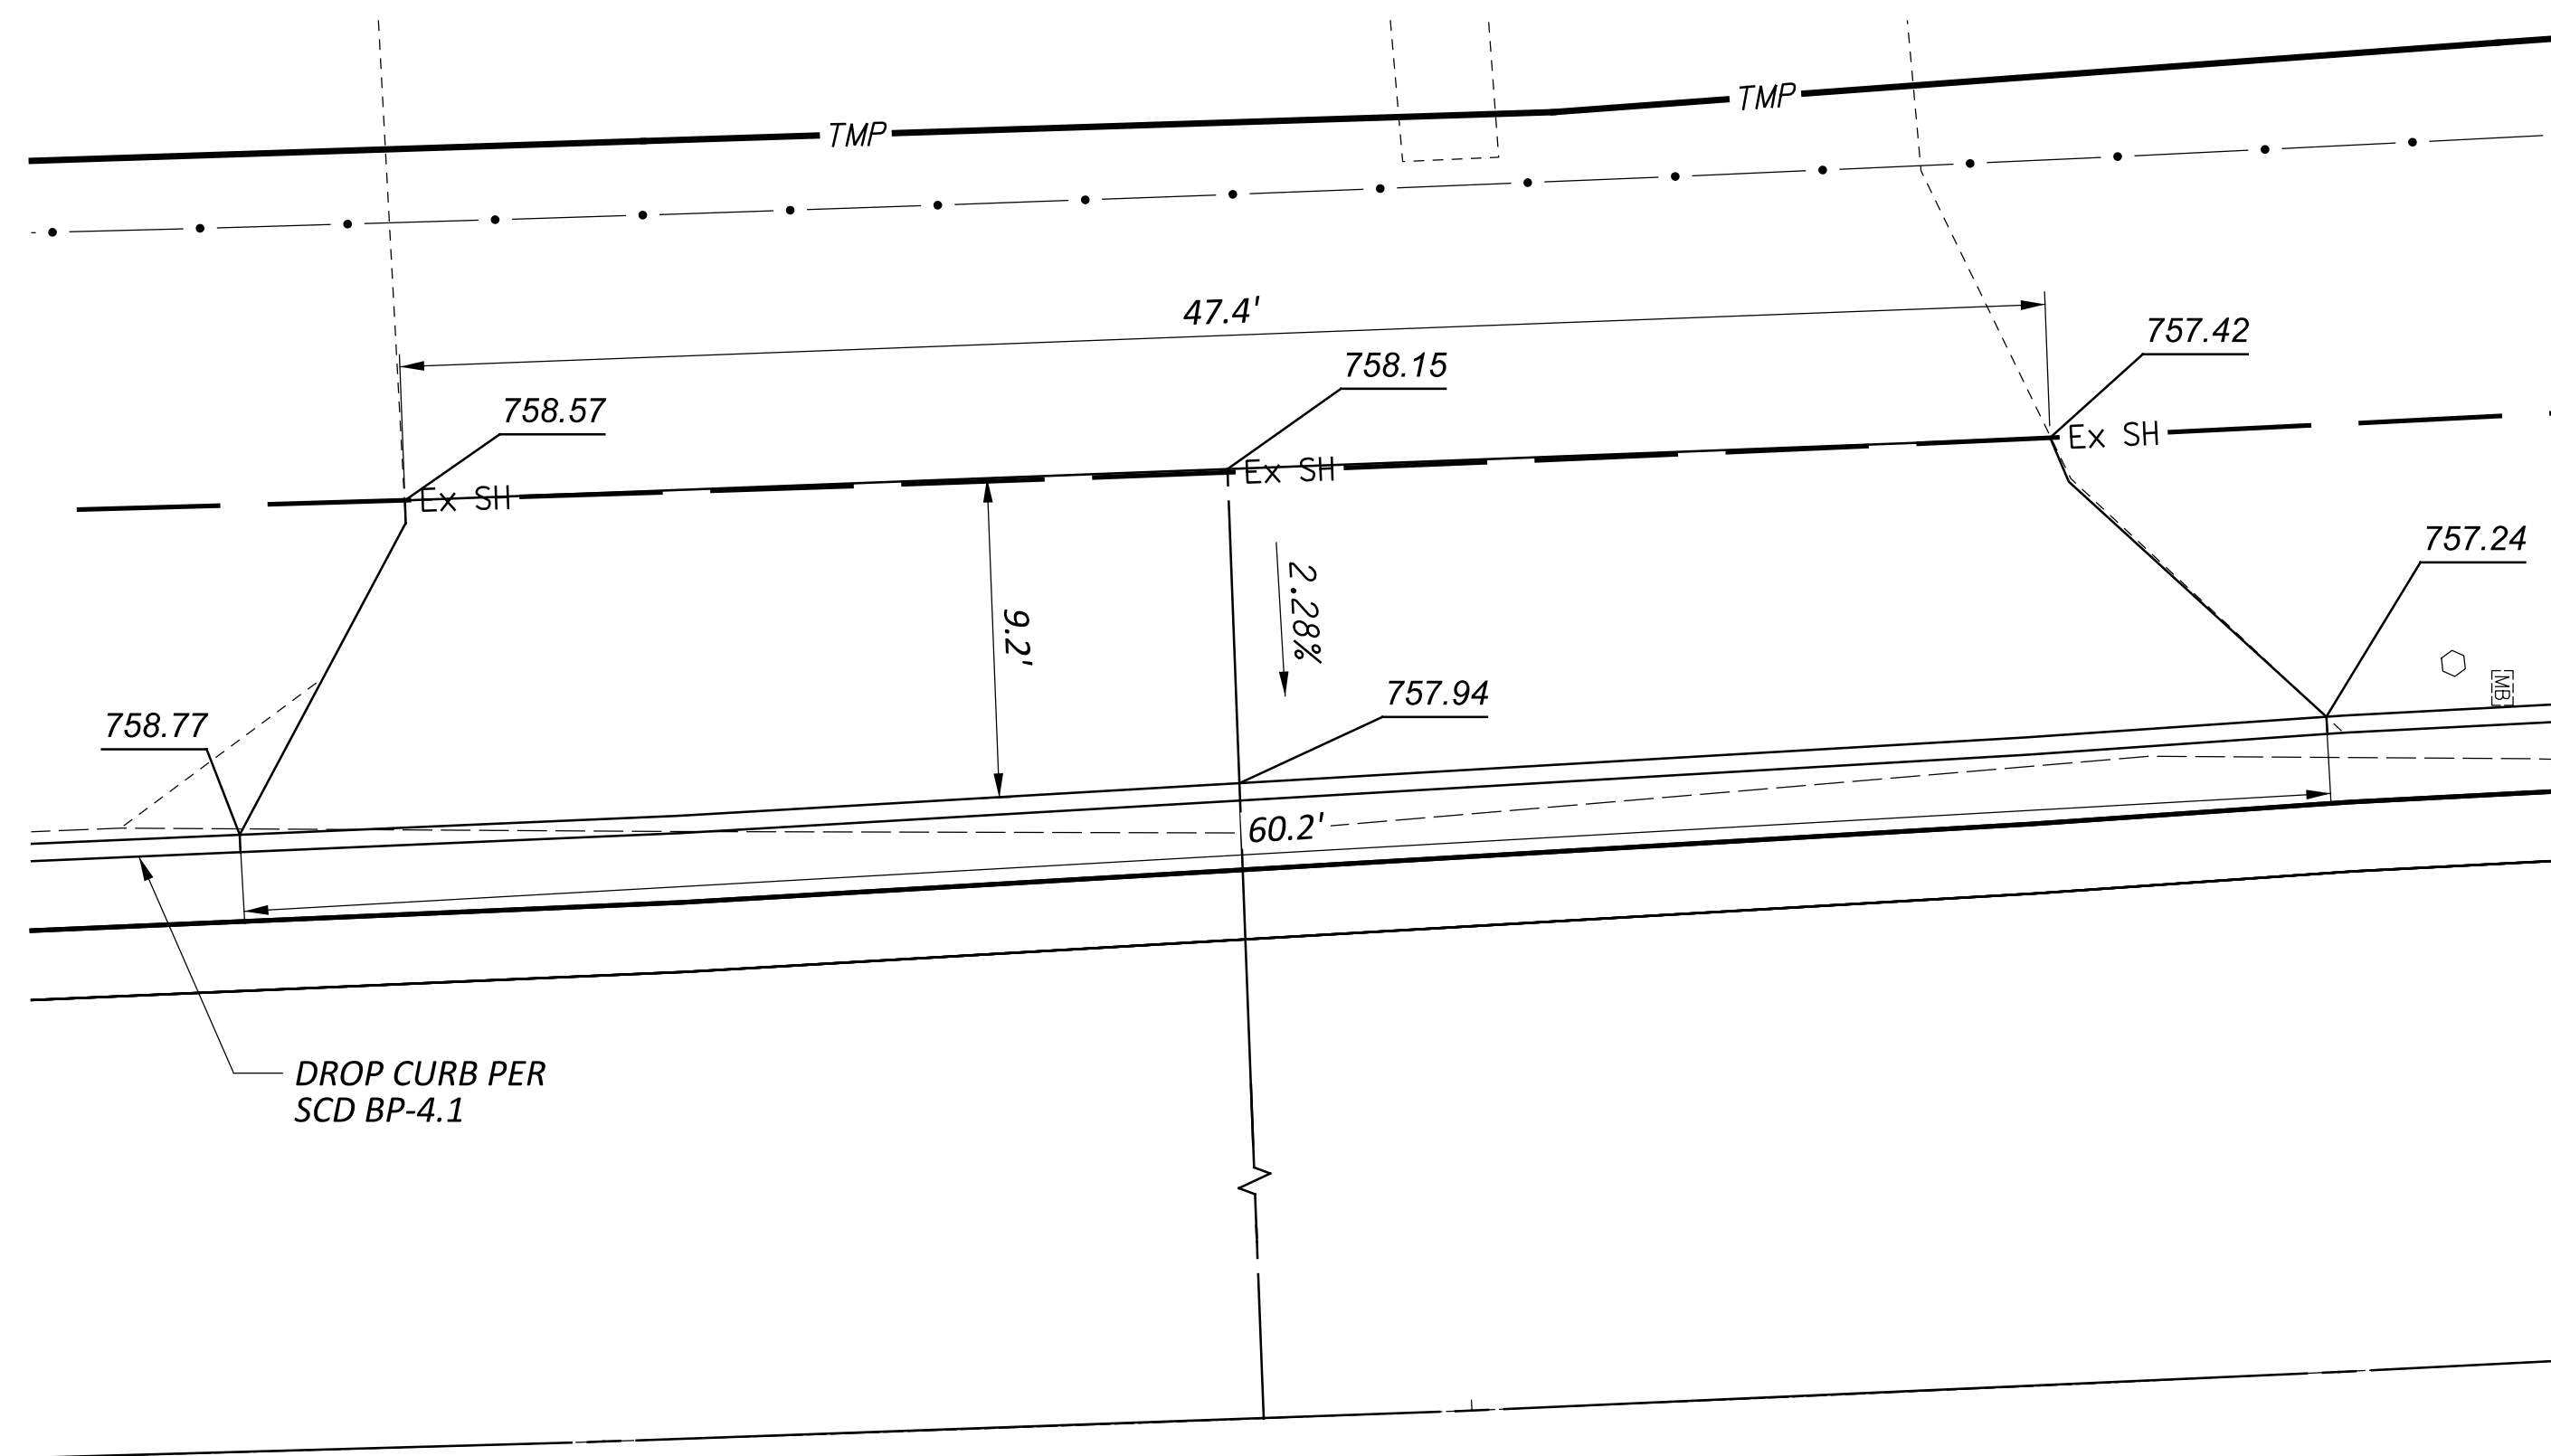 TMP
TMP
47.4'
757.42
758.15
758.57
Ex SH
Ex SH
Ex SH
757.24
2.28%
9.2'
MB
757.94
758.77
60.2'
DROP CURB PER
SCD BP-4.1